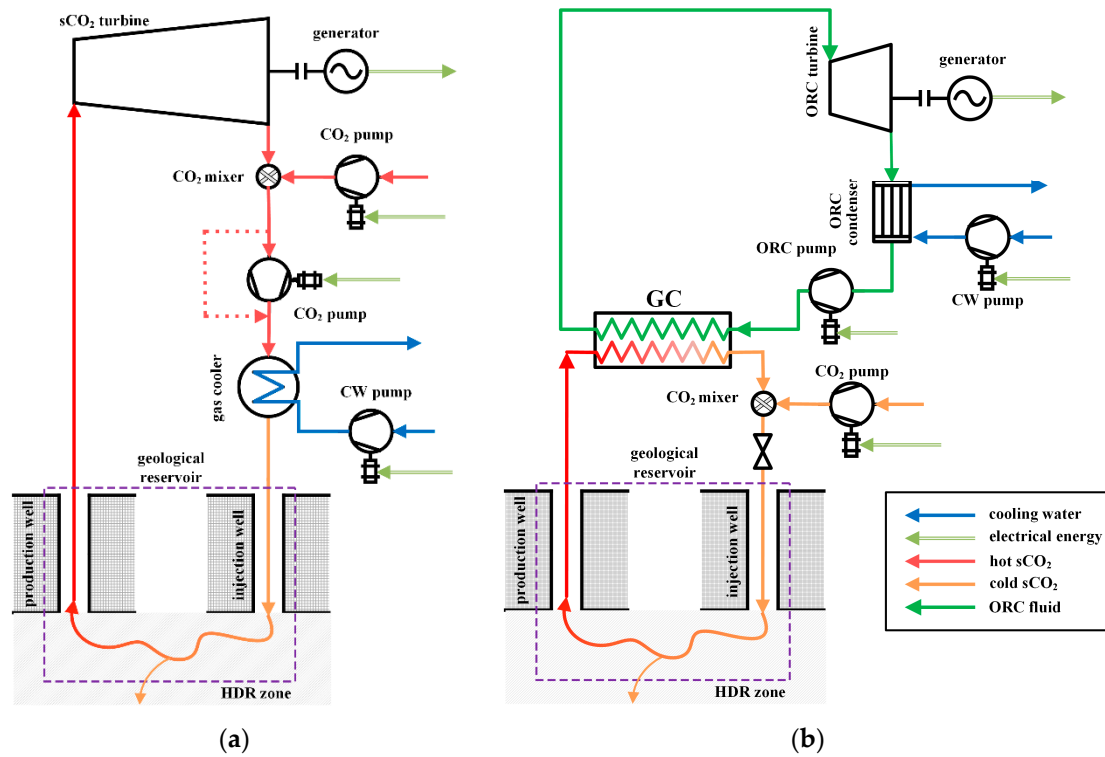 sCO₂ turbine
generator
CO₂ pump
CO₂ mixer
CO₂ pump
gas cooler
CW pump
geological
reservoir
production well
injection well
HDR zone
(a)
ORC turbine
generator
ORC
condenser
ORC pump
CW pump
GC
CO₂ pump
CO₂ mixer
geological
reservoir
production well
injection well
HDR zone
(b)
cooling water
electrical energy
hot sCO₂
cold sCO₂
ORC fluid